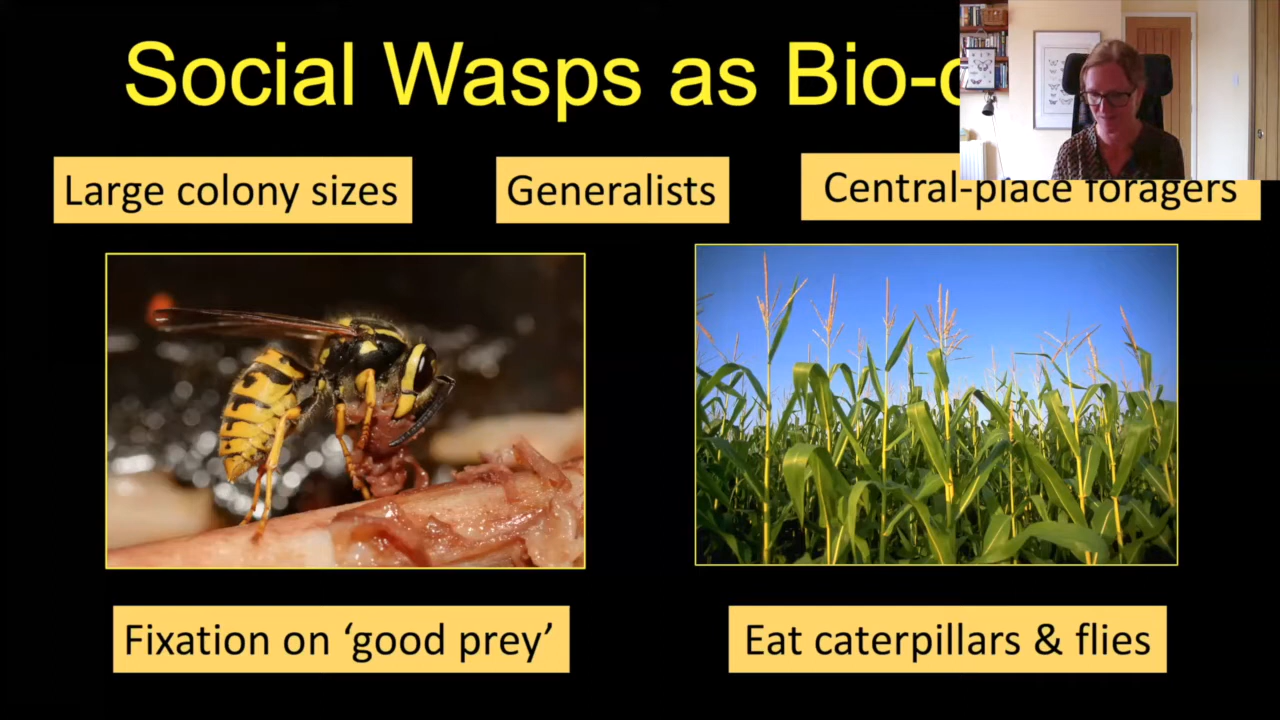 Social Wasps as Bio-c
Large colony sizes
Generalists
Central-place foragers
Fixation on ‘good prey’
Eat caterpillars & flies